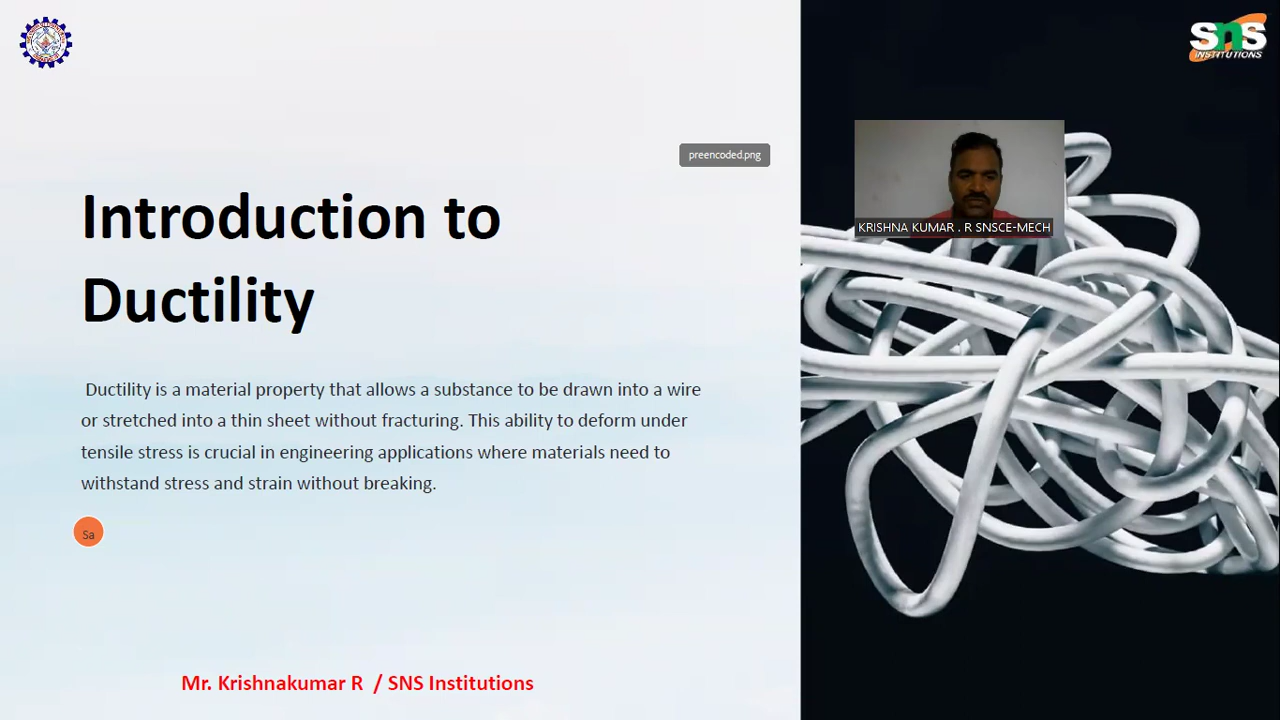 SNS
INSTITUTIONS
preencoded.png
KRISHNA KUMAR . R SNSCE-MECH
Introduction to
Ductility
Ductility is a material property that allows a substance to be drawn into a wire
or stretched into a thin sheet without fracturing. This ability to deform under
tensile stress is crucial in engineering applications where materials need to
withstand stress and strain without breaking.
Sa
Mr. Krishnakumar R / SNS Institutions